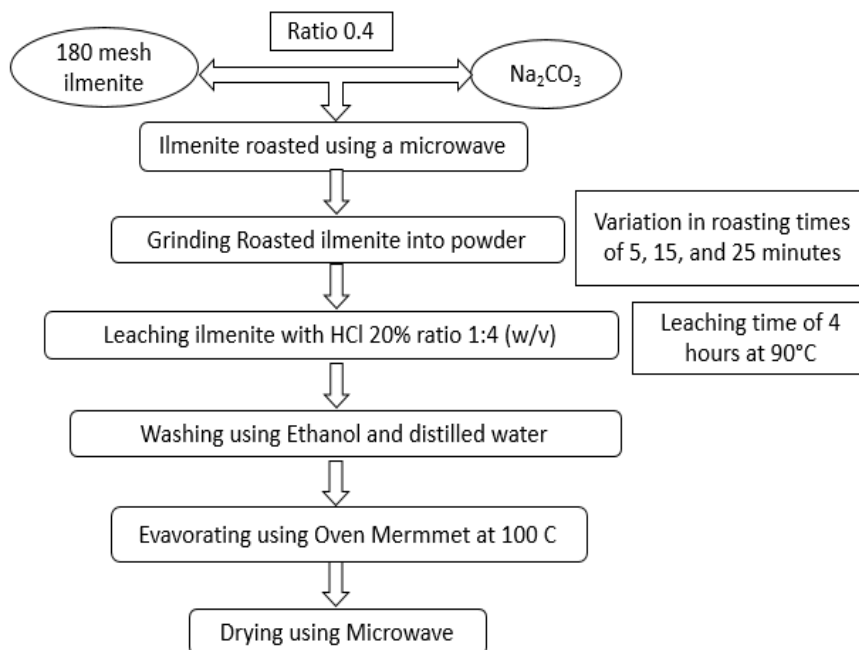 Ratio 0.4
180 mesh
ilmenite
Na₂CO₃
Ilmenite roasted using a microwave
Grinding Roasted ilmenite into powder
Variation in roasting times
of 5, 15, and 25 minutes
Leaching ilmenite with HCl 20% ratio 1:4 (w/v)
Leaching time of 4
hours at 90°C
Washing using Ethanol and distilled water
Evavorating using Oven Mermmet at 100 C
Drying using Microwave